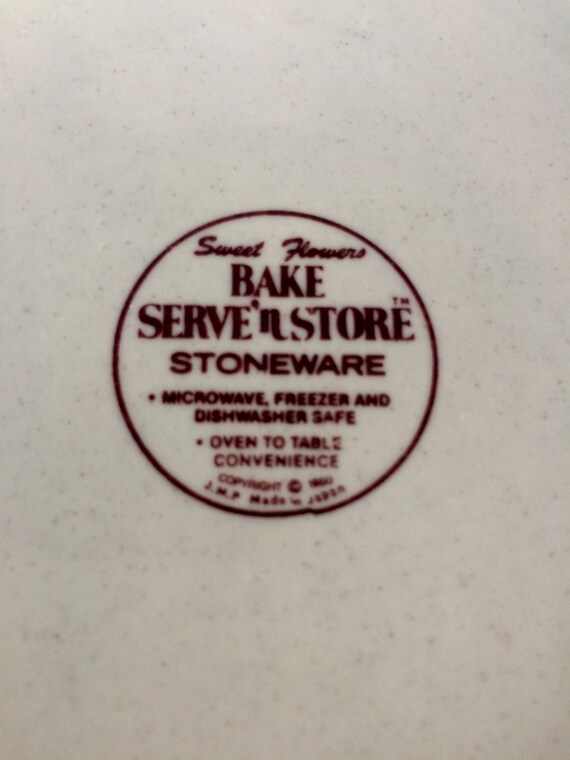 Sweet Flowers
BAKE
SERVE'n STORE™
STONEWARE
• MICROWAVE, FREEZER AND
DISHWASHER SAFE
• OVEN TO TABLE
CONVENIENCE
COPYRIGHT ©
J.M.P Made in Japan